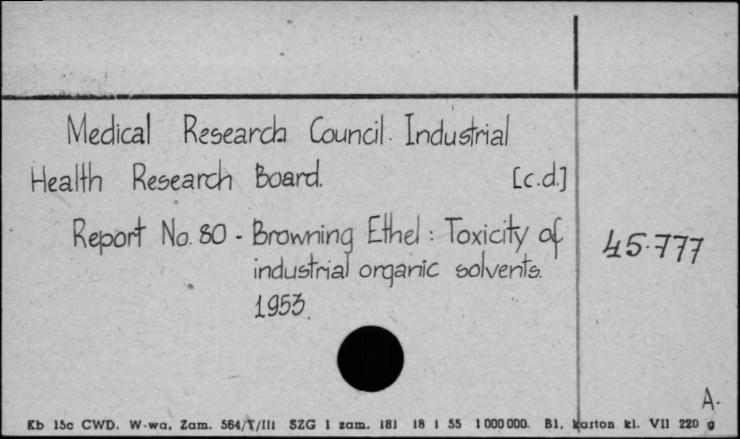 Medical Research Council. Industrial
Health Research Board. [c.d.]
Report No. 80 - Browning Ethel : Toxicity of
industrial organic solvents.
1953.
45.777
A.
Kb 15c CWD. W-wa, Zam. 564/T/III SZG 1 zam. 181 18 1 55 1 000 000. B1, karton kl. VII 220 g